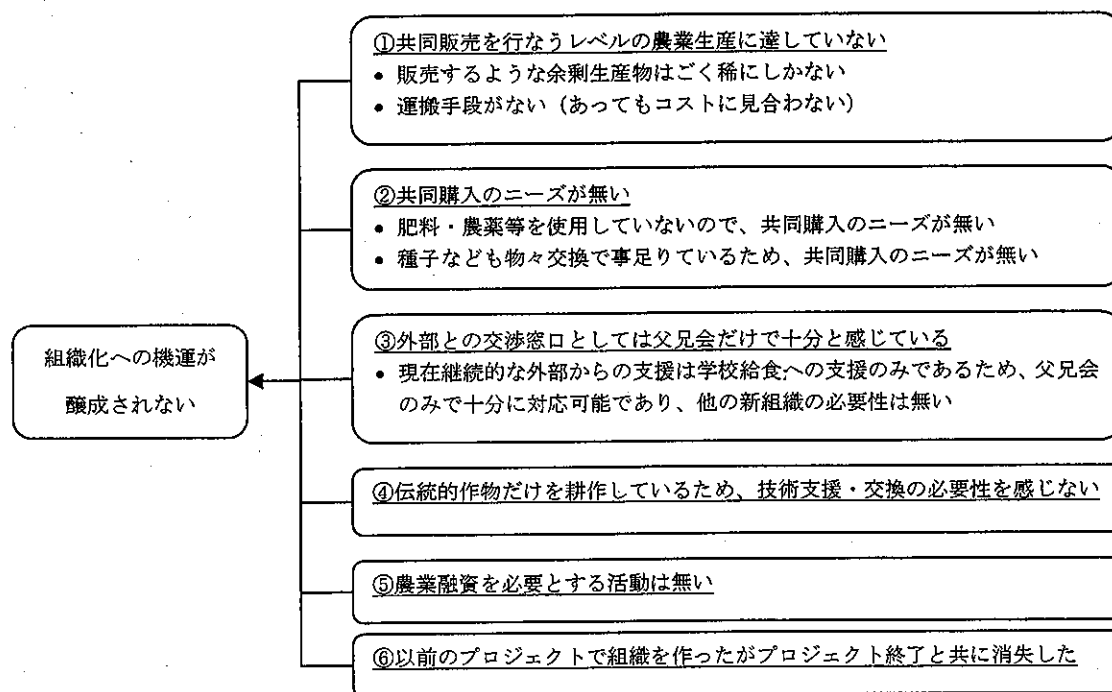 ①共同販売を行なうレベルの農業生産に達していない
• 販売するような余剰生産物はごく稀にしかない
• 運搬手段がない（あってもコストに見合わない）
②共同購入のニーズが無い
• 肥料・農薬等を使用していないので、共同購入のニーズが無い
• 種子なども物々交換で事足りているため、共同購入のニーズが無い
組織化への機運が
醸成されない
③外部との交渉窓口としては父兄会だけで十分と感じている
• 現在継続的な外部からの支援は学校給食への支援のみであるため、父兄会
のみで十分に対応可能であり、他の新組織の必要性は無い
④伝統的作物だけを耕作しているため、技術支援・交換の必要性を感じない
⑤農業融資を必要とする活動は無い
⑥以前のプロジェクトで組織を作ったがプロジェクト終了と共に消失した